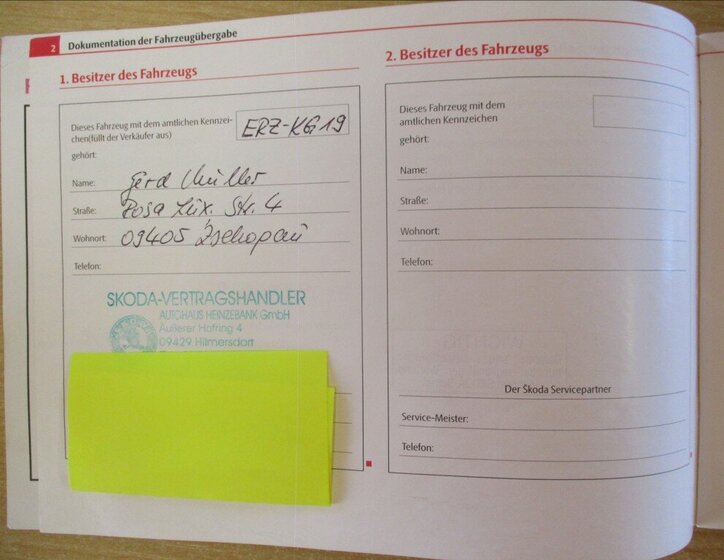 2 Dokumentation der Fahrzeugübergabe
1. Besitzer des Fahrzeugs
Dieses Fahrzeug mit dem amtlichen Kennzei-
chen(füllt der Verkäufer aus)
ERZ-KG 19
gehört:
Name: Gerd Müller
Straße: Rosa Lux. Str. 4
Wohnort: 09405 Zschopau
Telefon:
SKODA-VERTRAGSHANDLER
AUTOHAUS HEINZEBANK GmbH
Äußerer Hofring 4
09429 Hilmersdorf
2. Besitzer des Fahrzeugs
Dieses Fahrzeug mit dem
amtlichen Kennzeichen
gehört:
Name:
Straße:
Wohnort:
Telefon:
Der Škoda Servicepartner
Service-Meister:
Telefon: